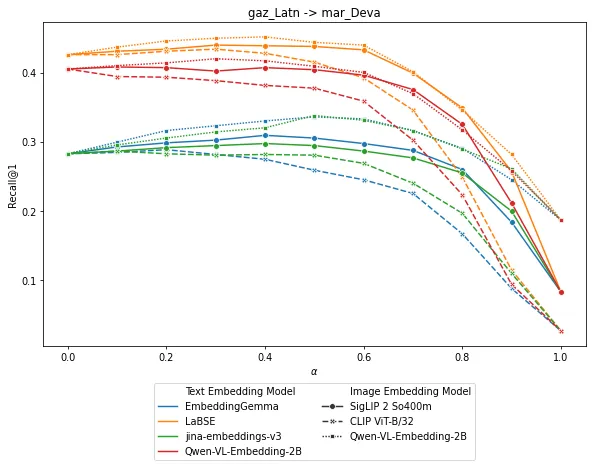 gaz_Latn -> mar_Deva
Recall@1
0.4
0.3
0.2
0.1
0.0 0.2 0.4 0.6 0.8 1.0
α
Text Embedding Model Image Embedding Model
EmbeddingGemma SigLIP 2 So400m
LaBSE CLIP ViT-B/32
jina-embeddings-v3 Qwen-VL-Embedding-2B
Qwen-VL-Embedding-2B